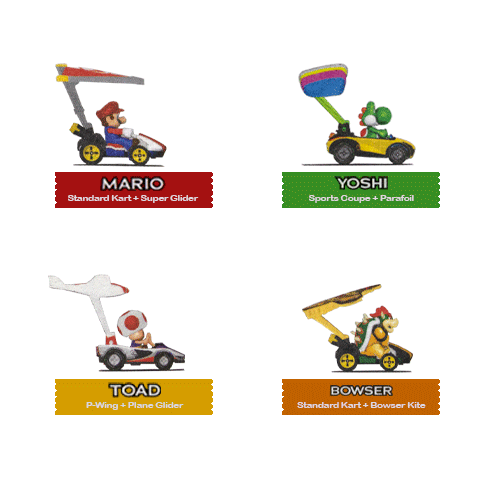 MARIO
Standard Kart + Super Glider
YOSHI
Sports Coupe + Parafoil
TOAD
P-Wing + Plane Glider
BOWSER
Standard Kart + Bowser Kite